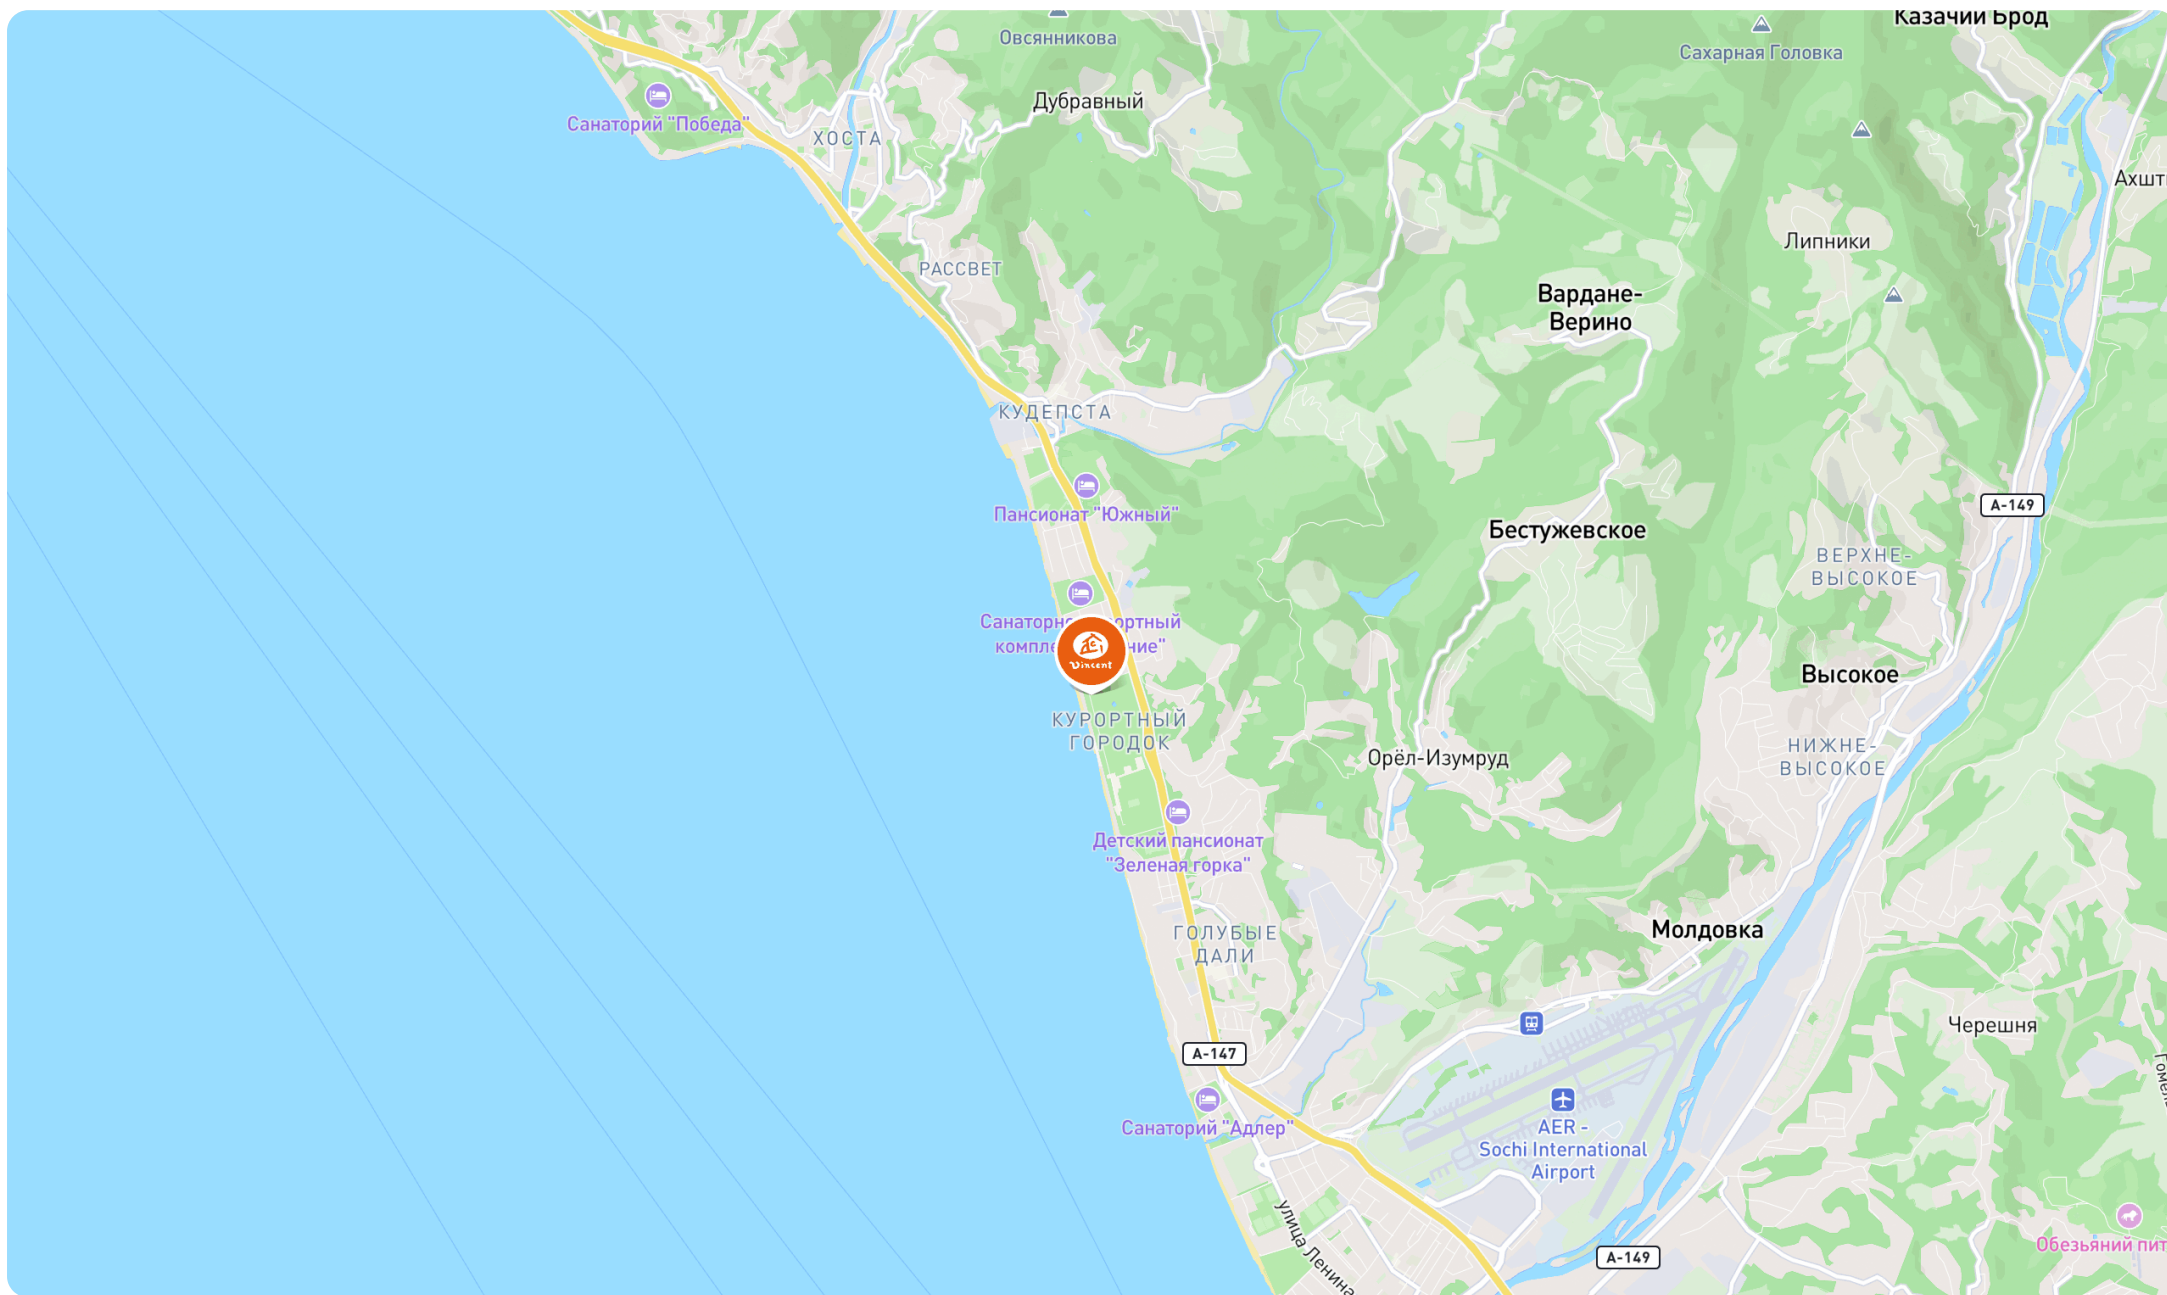 Казачий Брод
Овсянникова
Сахарная Головка
Дубравный
Санаторий "Победа"
ХОСТА
Липники
РАССВЕТ
Вардане-
Верино
КУДЕПСТА
A-149
Пансионат "Южный"
Бестужевское
ВЕРХНЕ-
ВЫСОКОЕ
Vincent
Высокое
КУРОРТНЫЙ
ГОРОДОК
НИЖНЕ-
ВЫСОКОЕ
Орёл-Изумруд
Детский пансионат
"Зеленая горка"
ГОЛУБЫЕ
ДАЛИ
Молдовка
Черешня
A-147
Санаторий "Адлер"
AER -
Sochi International
Airport
улица Ленина
Обезьяний
A-149